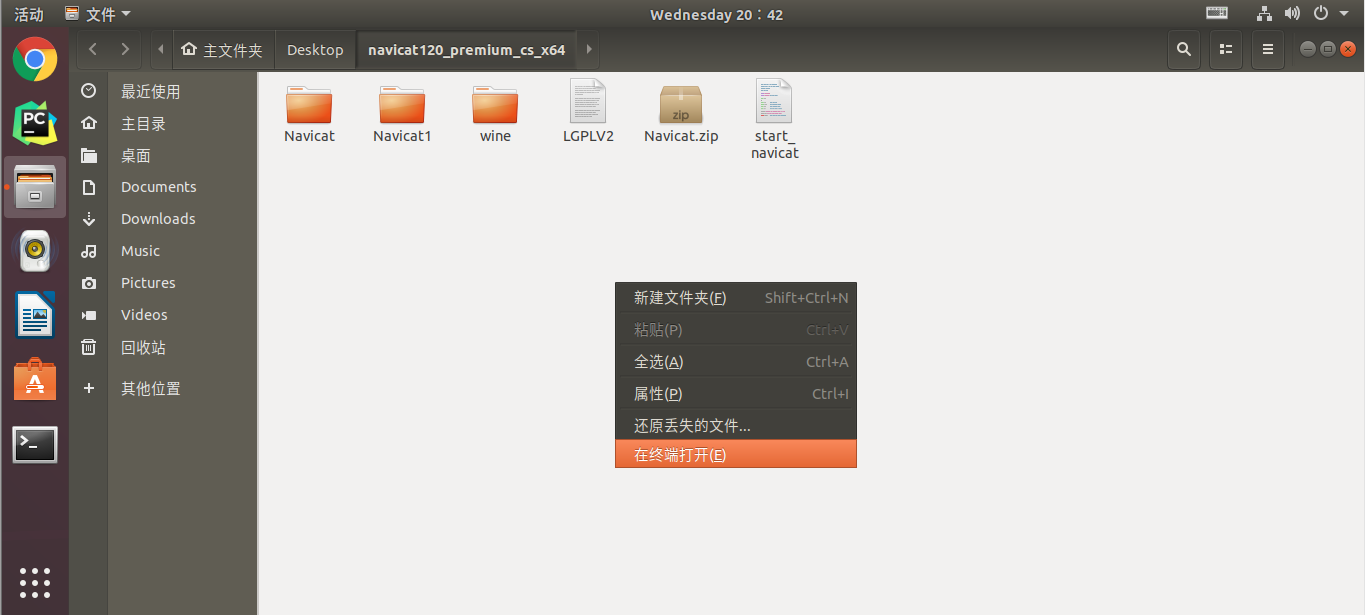 活动 文件 Wednesday 20：42
主文件夹 Desktop navicat120_premium_cs_x64
最近使用
主目录
桌面
Documents
Downloads
Music
Pictures
Videos
回收站
其他位置
Navicat Navicat1 wine LGPLV2 Navicat.zip start_
navicat
PC
zip
>_
新建文件夹(F) Shift+Ctrl+N
粘贴(P) Ctrl+V
全选(A) Ctrl+A
属性(P) Ctrl+I
还原丢失的文件...
在终端打开(E)